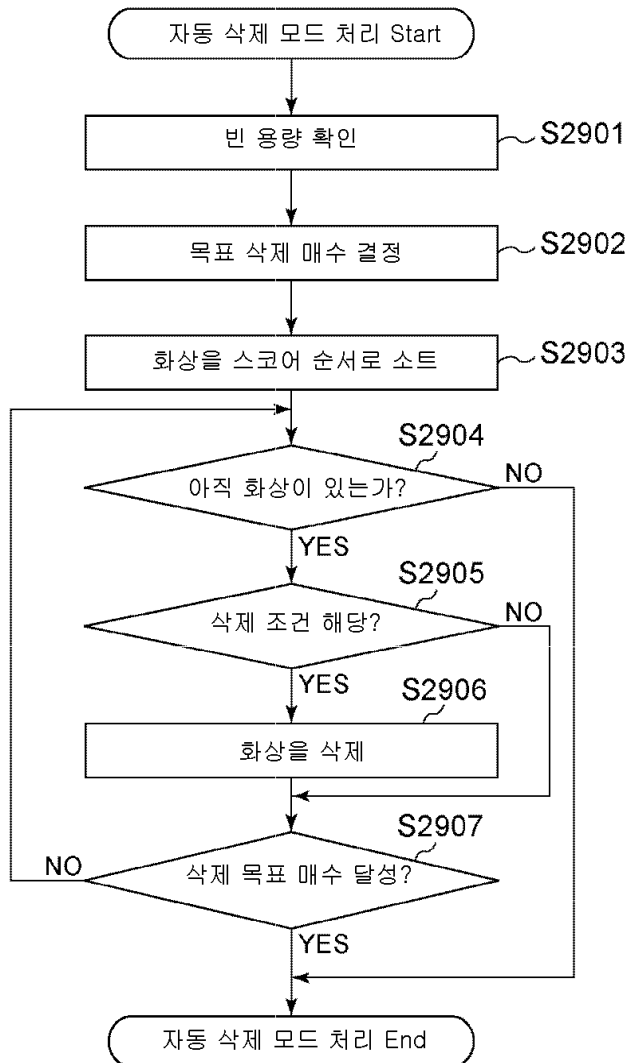 자동 삭제 모드 처리 Start
빈 용량 확인
S2901
목표 삭제 매수 결정
S2902
화상을 스코어 순서로 소트
S2903
S2904
아직 화상이 있는가?
NO
YES
S2905
삭제 조건 해당?
NO
YES
S2906
화상을 삭제
S2907
NO
삭제 목표 매수 달성?
YES
자동 삭제 모드 처리 End